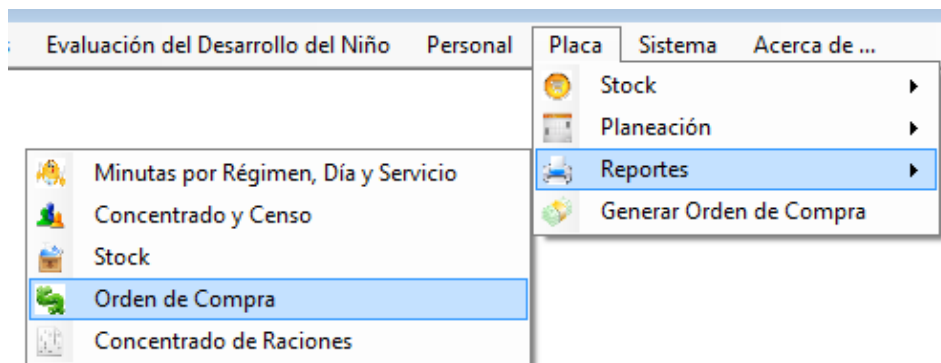 Evaluación del Desarrollo del Niño Personal Placa Sistema Acerca de ...
Stock
Planeación
Reportes
Generar Orden de Compra
Minutas por Régimen, Día y Servicio
Concentrado y Censo
Stock
Orden de Compra
Concentrado de Raciones